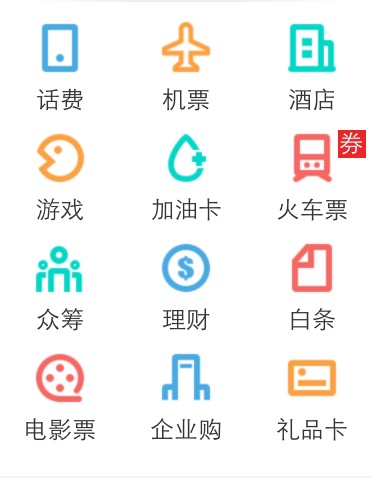 话费 机票 酒店
券
游戏 加油卡 火车票
$
众筹 理财 白条
电影票 企业购 礼品卡